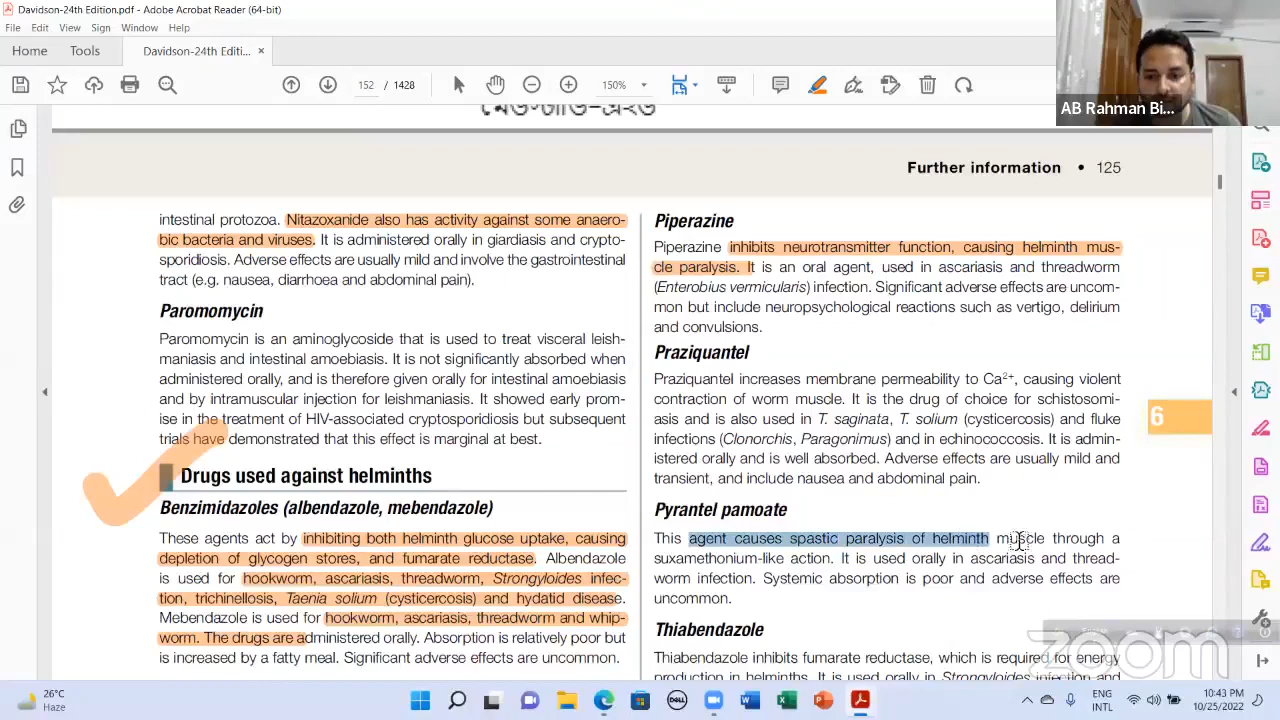 Davidson-24th Edition.pdf - Adobe Acrobat Reader (64-bit)
File Edit View Sign Window Help
Home Tools Davidson-24th Editi... ×
152 / 1428 150%
AB Rahman Bi...
Further information • 125
intestinal protozoa. Nitazoxanide also has activity against some anaero-
bic bacteria and viruses. It is administered orally in giardiasis and crypto-
sporidiosis. Adverse effects are usually mild and involve the gastrointestinal
tract (e.g. nausea, diarrhoea and abdominal pain).
Paromomycin
Paromomycin is an aminoglycoside that is used to treat visceral leish-
maniasis and intestinal amoebiasis. It is not significantly absorbed when
administered orally, and is therefore given orally for intestinal amoebiasis
and by intramuscular injection for leishmaniasis. It showed early prom-
ise in the treatment of HIV-associated cryptosporidiosis but subsequent
trials have demonstrated that this effect is marginal at best.
Drugs used against helminths
Benzimidazoles (albendazole, mebendazole)
These agents act by inhibiting both helminth glucose uptake, causing
depletion of glycogen stores, and fumarate reductase. Albendazole
is used for hookworm, ascariasis, threadworm, Strongyloides infec-
tion, trichinellosis, Taenia solium (cysticercosis) and hydatid disease.
Mebendazole is used for hookworm, ascariasis, threadworm and whip-
worm. The drugs are administered orally. Absorption is relatively poor but
is increased by a fatty meal. Significant adverse effects are uncommon.
Piperazine
Piperazine inhibits neurotransmitter function, causing helminth mus-
cle paralysis. It is an oral agent, used in ascariasis and threadworm
(Enterobius vermicularis) infection. Significant adverse effects are uncom-
mon but include neuropsychological reactions such as vertigo, delirium
and convulsions.
Praziquantel
Praziquantel increases membrane permeability to Ca²⁺, causing violent
contraction of worm muscle. It is the drug of choice for schistosomi-
asis and is also used in T. saginata, T. solium (cysticercosis) and fluke
infections (Clonorchis, Paragonimus) and in echinococcosis. It is admin-
istered orally and is well absorbed. Adverse effects are usually mild and
transient, and include nausea and abdominal pain.
Pyrantel pamoate
This agent causes spastic paralysis of helminth muscle through a
suxamethonium-like action. It is used orally in ascariasis and thread-
worm infection. Systemic absorption is poor and adverse effects are
uncommon.
Thiabendazole
Thiabendazole inhibits fumarate reductase, which is required for energy
production in helminths. It is used orally in Strongyloides infection and
6
zoom
26°C
Haze
ENG
INTL
10:43 PM
10/25/2022